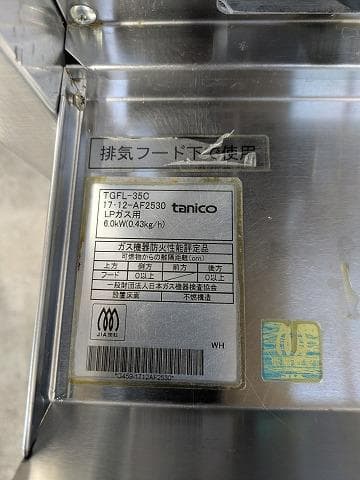 排気フード下で使用
TGFL-35C
17・12-AF2530 tanico
LPガス用
6.0kW(0.43kg/h)
ガス機器防火性能評定品
可燃物からの離隔距離(cm)
上方 側方 前方 後方
フード 0以上 0以上
一般財団法人日本ガス機器検査協会
設置床面 不燃構造
JIA
WH
*J459-1712AF2530*